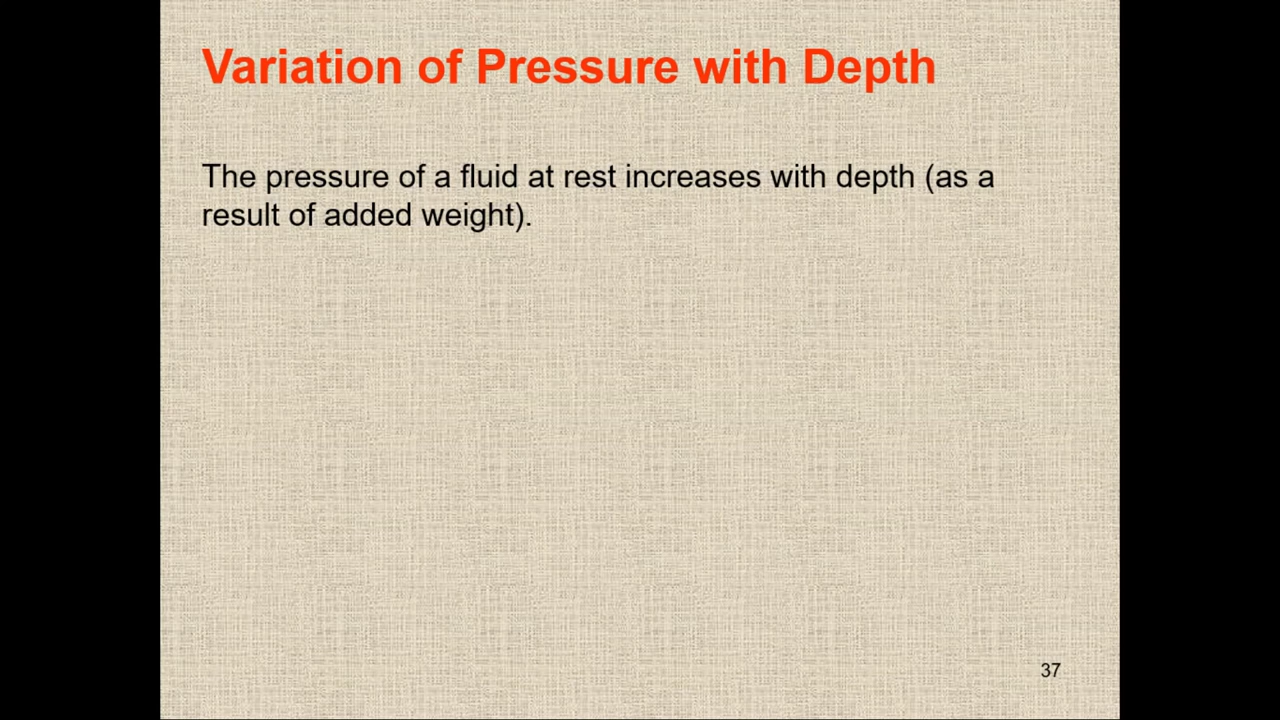 Variation of Pressure with Depth
The pressure of a fluid at rest increases with depth (as a
result of added weight).
37